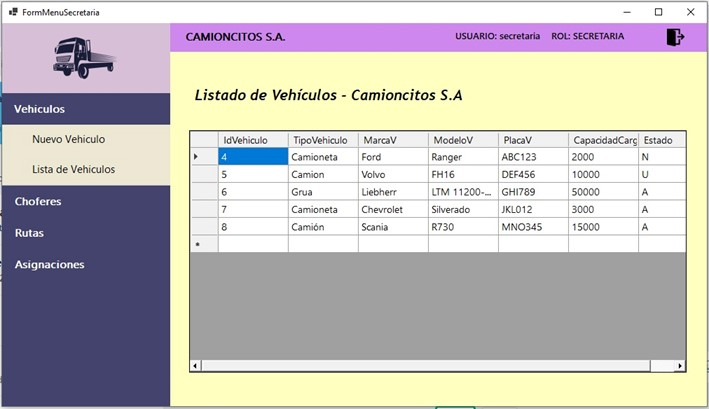 FormMenuSecretaria
CAMIONCITOS S.A.
USUARIO: secretaria ROL: SECRETARIA
Vehiculos
Nuevo Vehiculo
Lista de Vehiculos
Choferes
Rutas
Asignaciones
Listado de Vehículos - Camioncitos S.A
IdVehiculo TipoVehiculo MarcaV ModeloV PlacaV CapacidadCarg Estado
4 Camioneta Ford Ranger ABC123 2000 N
5 Camion Volvo FH16 DEF456 10000 U
6 Grua Liebherr LTM 11200-... GHI789 50000 A
7 Camioneta Chevrolet Silverado JKL012 3000 A
8 Camión Scania R730 MNO345 15000 A
*